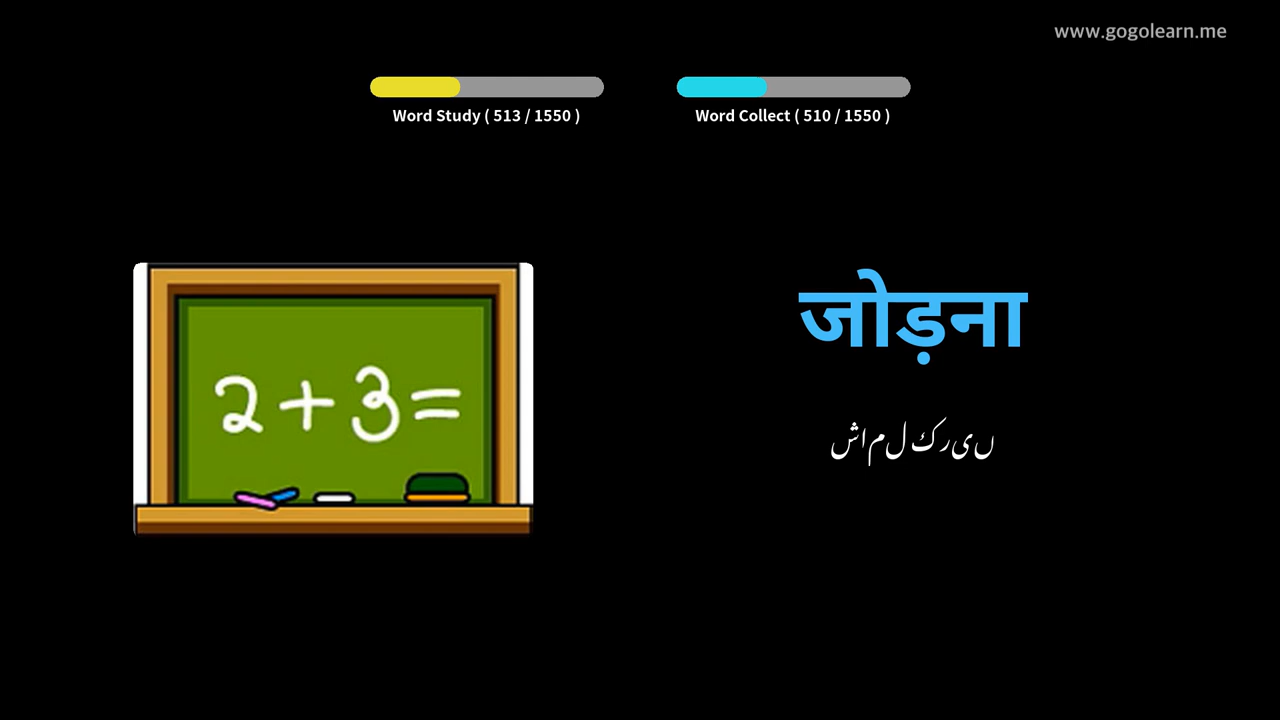 www.gogolearn.me
Word Study ( 513 / 1550 )
Word Collect ( 510 / 1550 )
2 + 3 =
जोड़ना
شامل کریں